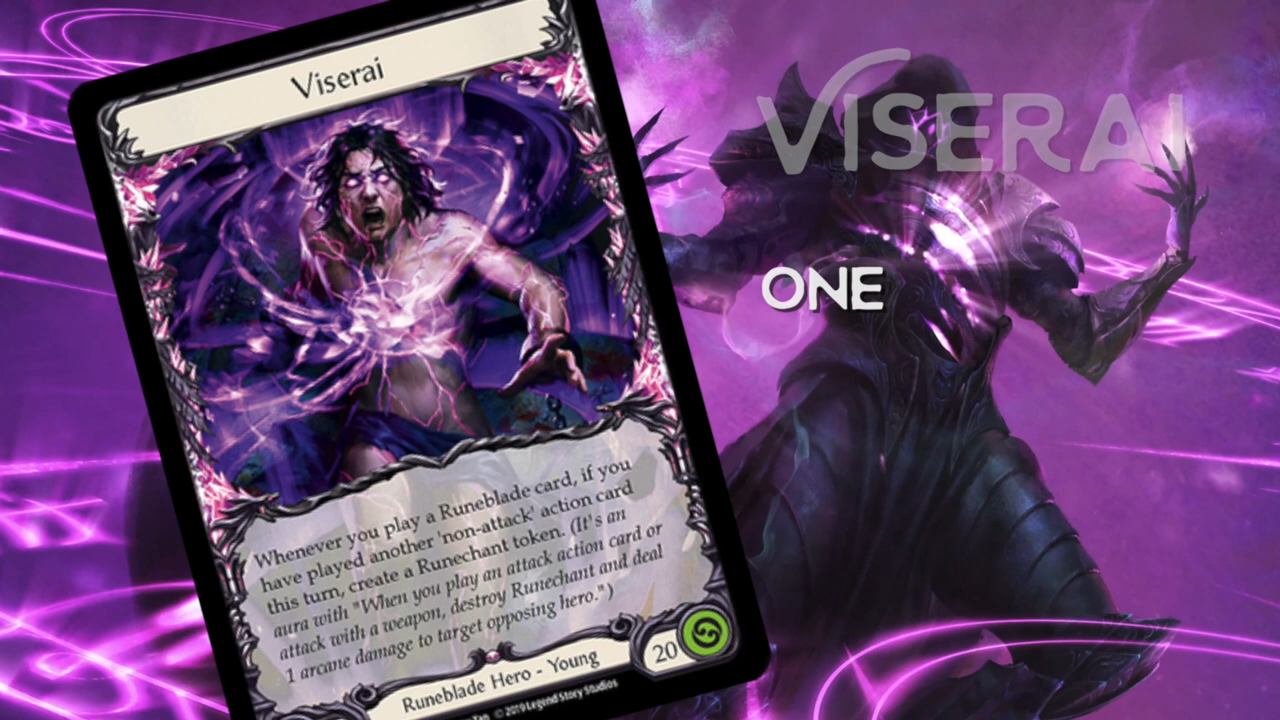 Viserai
Whenever you play a Runeblade card, if you
have played another 'non-attack' action card
this turn, create a Runechant token. (It's an
aura with "When you play an attack action card or
attack with a weapon, destroy Runechant and deal
1 arcane damage to target opposing hero.")
20
Runeblade Hero - Young
© 2019 Legend Story Studios
VISERAI
ONE